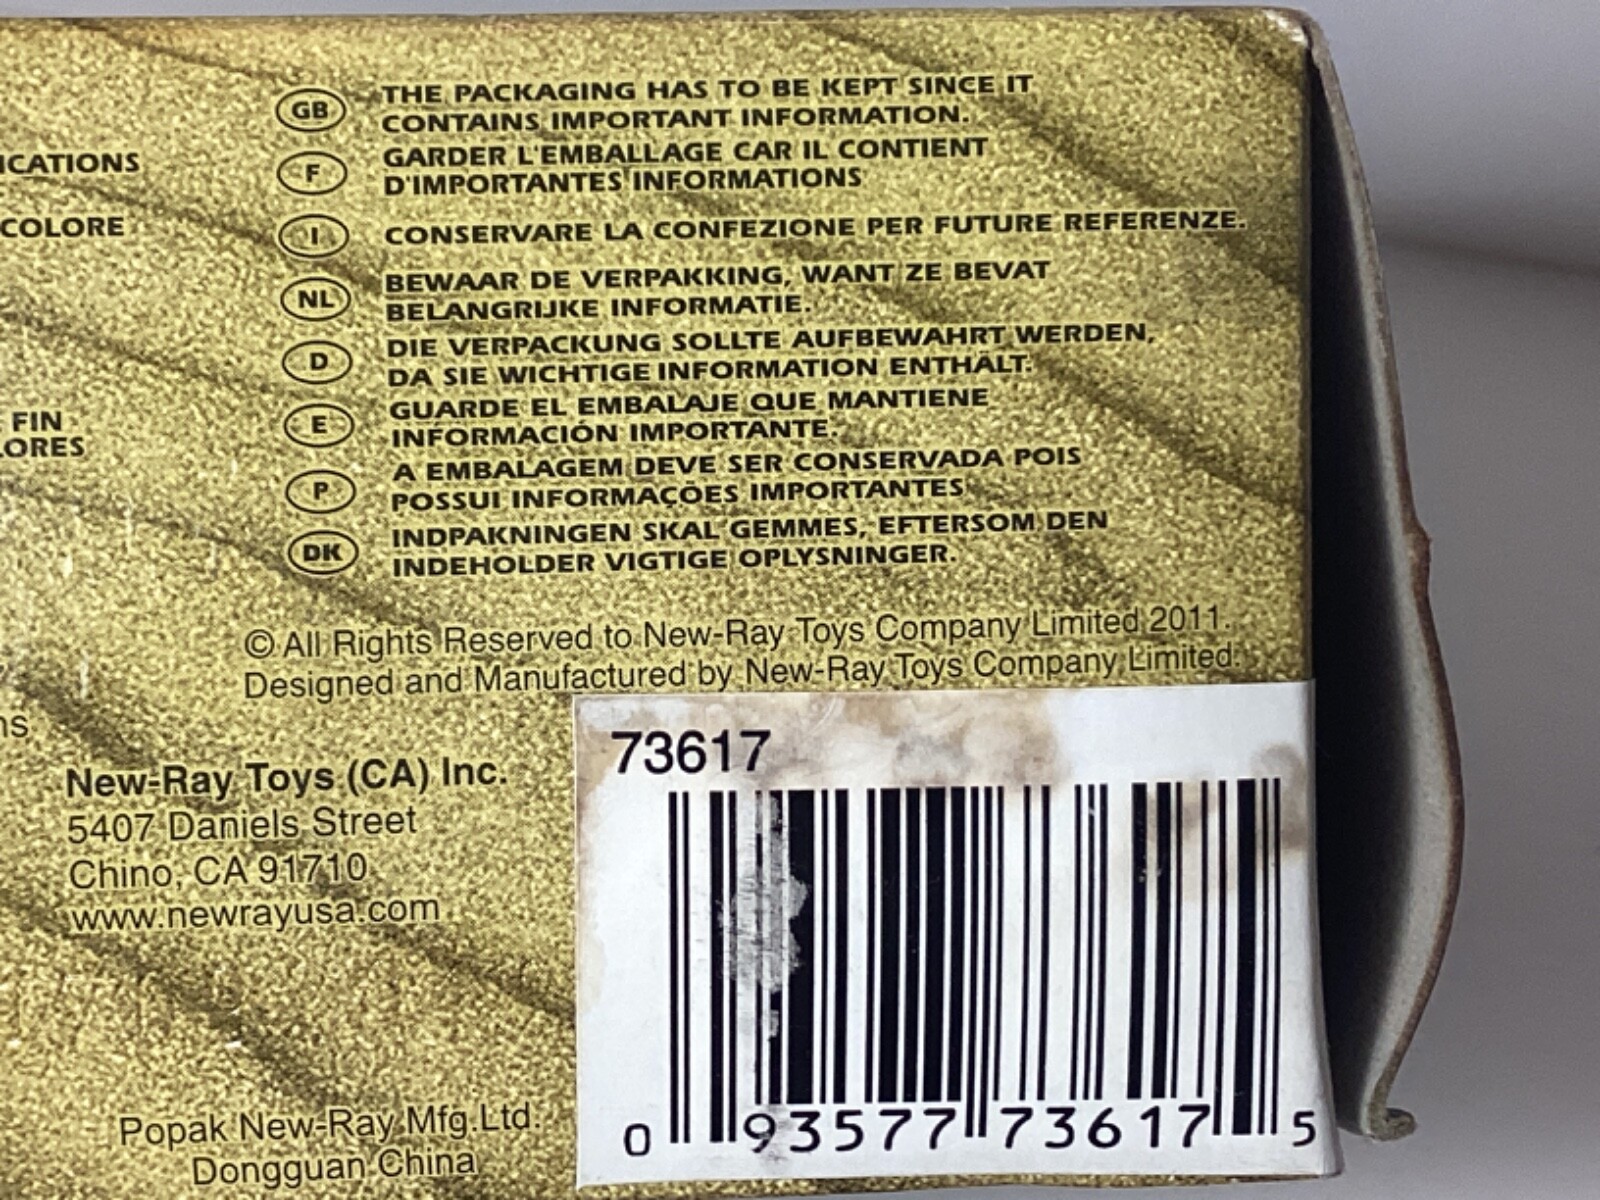 GB THE PACKAGING HAS TO BE KEPT SINCE IT
CONTAINS IMPORTANT INFORMATION.
F GARDER L'EMBALLAGE CAR IL CONTIENT
D'IMPORTANTES INFORMATIONS
I CONSERVARE LA CONFEZIONE PER FUTURE REFERENZE.
NL BEWAAR DE VERPAKKING, WANT ZE BEVAT
BELANGRIJKE INFORMATIE.
D DIE VERPACKUNG SOLLTE AUFBEWAHRT WERDEN,
DA SIE WICHTIGE INFORMATION ENTHÄLT.
E GUARDE EL EMBALAJE QUE MANTIENE
INFORMACIÓN IMPORTANTE.
P A EMBALAGEM DEVE SER CONSERVADA POIS
POSSUI INFORMAÇÕES IMPORTANTES
DK INDPAKNINGEN SKAL GEMMES, EFTERSOM DEN
INDEHOLDER VIGTIGE OPLYSNINGER.
ICATIONS
COLORE
FIN
LORES
© All Rights Reserved to New-Ray Toys Company Limited 2011.
Designed and Manufactured by New-Ray Toys Company Limited.
ns
New-Ray Toys (CA) Inc.
5407 Daniels Street
Chino, CA 91710
www.newrayusa.com
Popak New-Ray Mfg.Ltd.
Dongguan China
73617
0 93577 73617 5